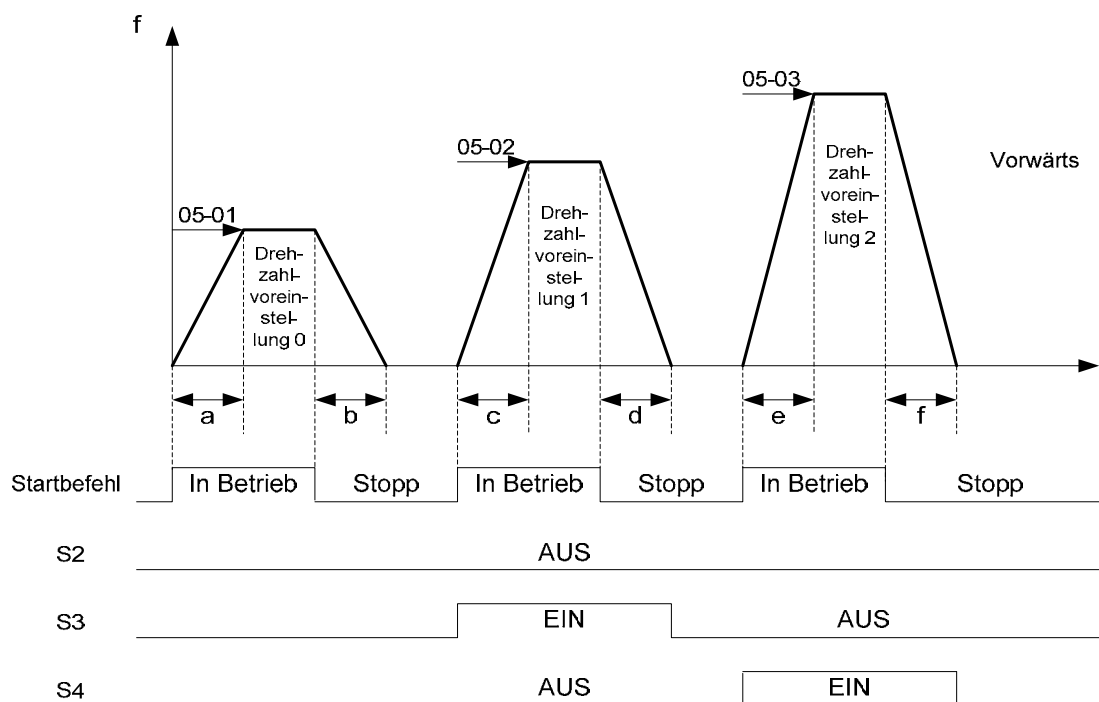 f
05-03
05-02
Vorwärts
Dreh-
zahl-
vorein-
stel-
lung 2
05-01
Dreh-
zahl-
vorein-
stel-
lung 1
Dreh-
zahl-
vorein-
stel-
lung 0
a b c d e f
Startbefehl In Betrieb Stopp In Betrieb Stopp In Betrieb Stopp
S2 AUS
S3 EIN AUS
S4 AUS EIN